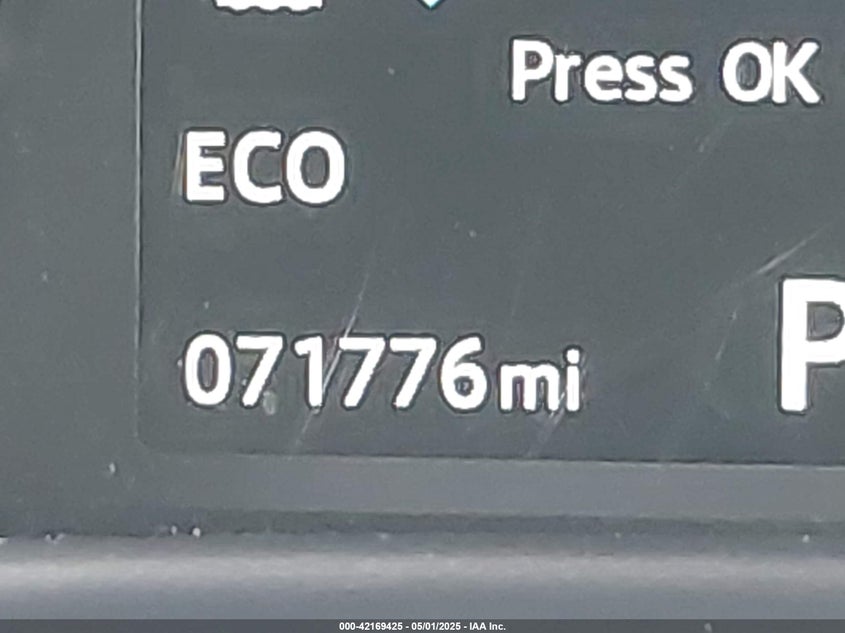 Press OK
ECO
071776mi
P
000-42169425 - 05/01/2025 - IAA Inc.